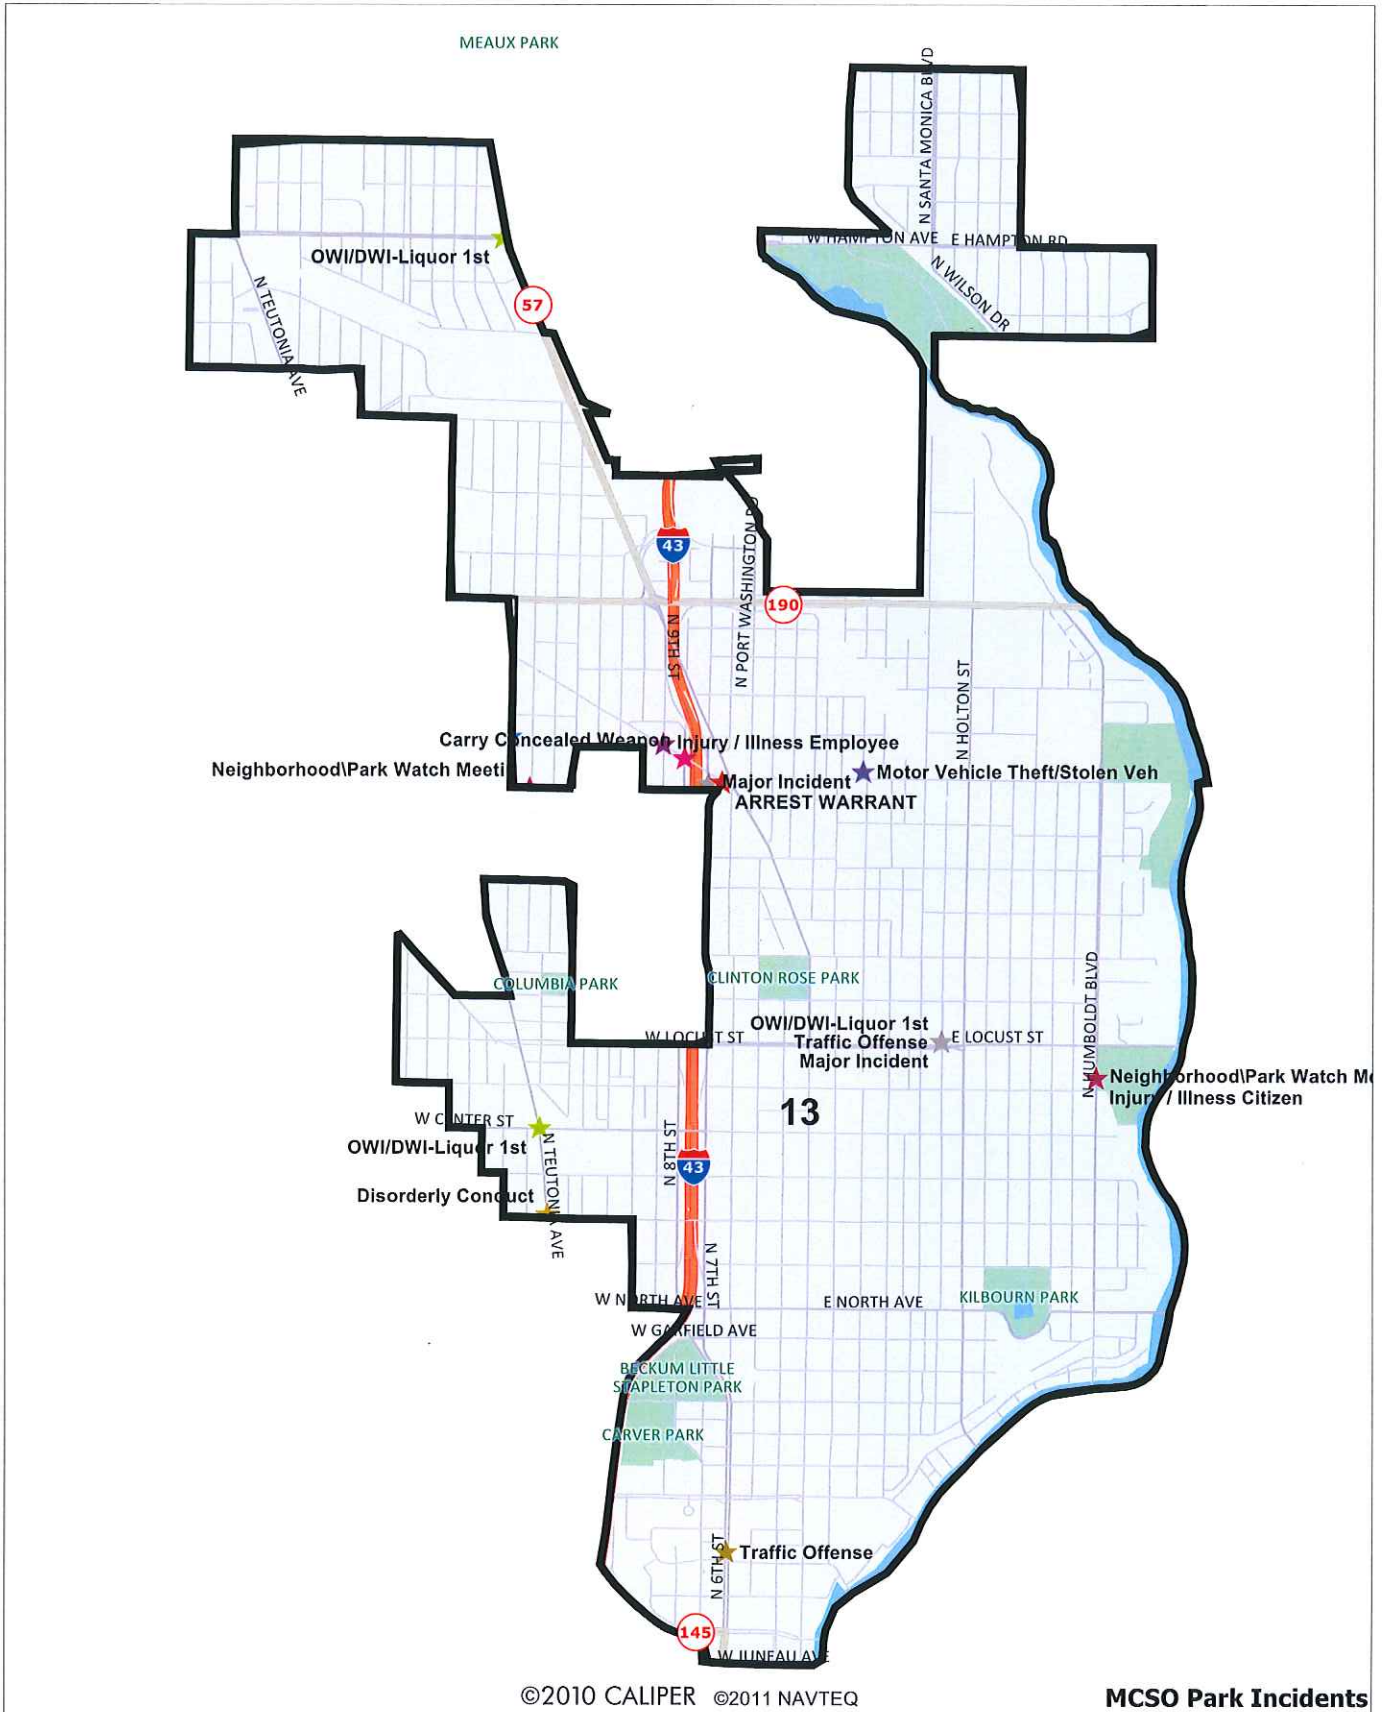 MEAUX PARK
N SANTA MONICA BLVD
W HAMPTON AVE
E HAMPTON RD
N WILSON DR
OWI/DWI-Liquor 1st
57
N TEUTONIA AVE
43
N PORT WASHINGTON RD
190
N 9TH ST
N HOLTON ST
Carry Concealed Weapon
Injury / Illness Employee
Neighborhood\Park Watch Meeti
Major Incident
Motor Vehicle Theft/Stolen Veh
ARREST WARRANT
COLUMBIA PARK
CLINTON ROSE PARK
N HUMBOLDT BLVD
OWI/DWI-Liquor 1st
Traffic Offense
Major Incident
W LOCUST ST
E LOCUST ST
Neighborhood\Park Watch Me
Injury / Illness Citizen
13
W CENTER ST
OWI/DWI-Liquor 1st
N TEUTONIA AVE
N 8TH ST
43
Disorderly Conduct
N 7TH ST
W NORTH AVE
E NORTH AVE
KILBOURN PARK
W GARFIELD AVE
BECKUM LITTLE
STAPLETON PARK
CARVER PARK
N 6TH ST
Traffic Offense
145
W JUNEAU AVE
©2010 CALIPER ©2011 NAVTEQ
MCSO Park Incidents